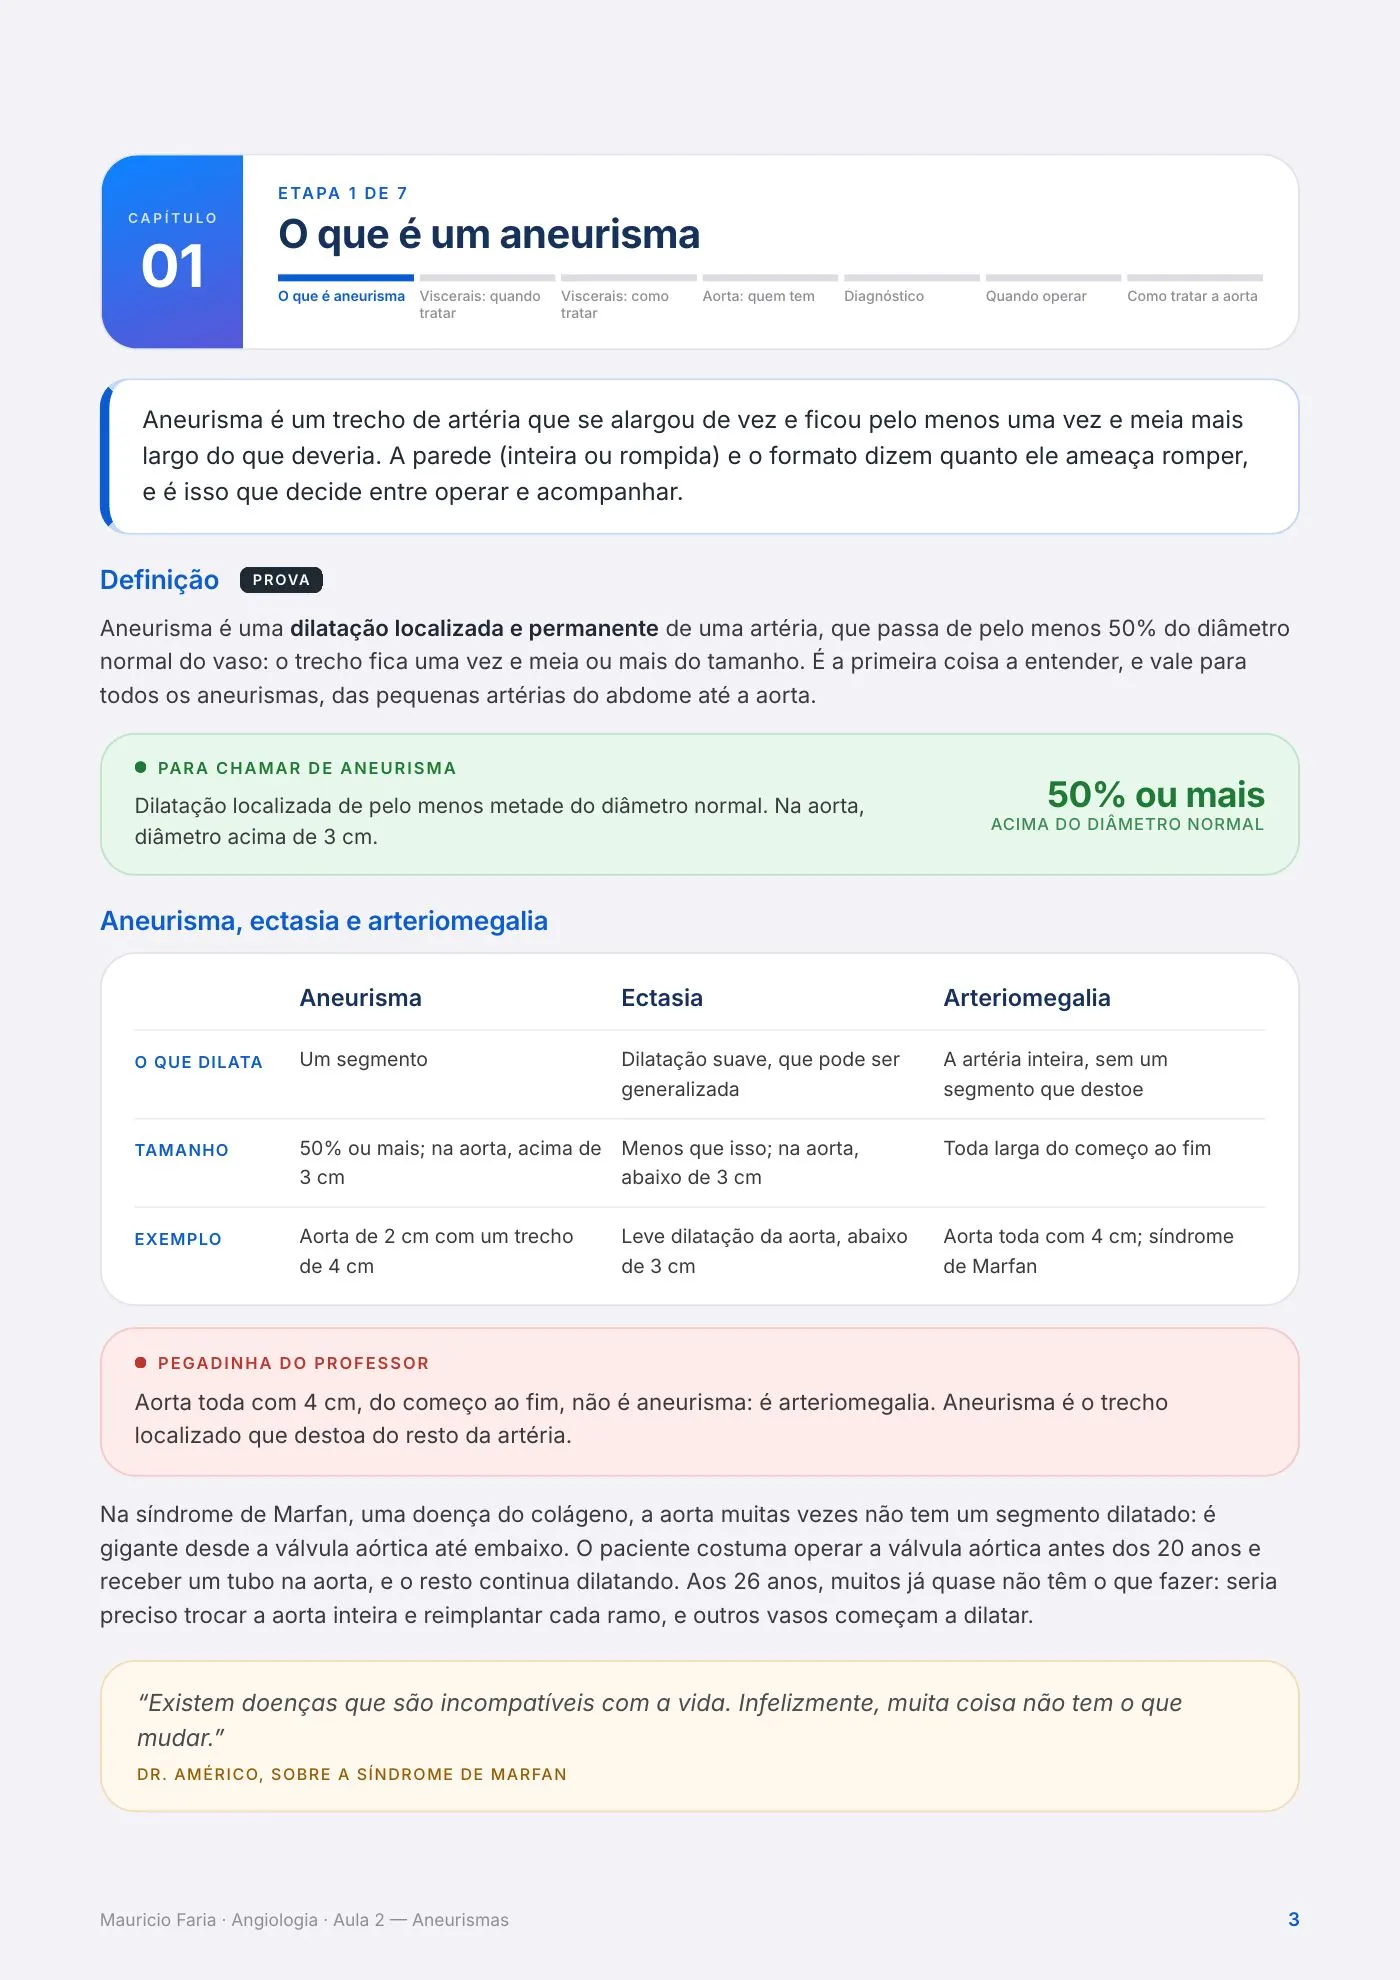 CAPÍTULO
01
ETAPA 1 DE 7
O que é um aneurisma
O que é aneurisma
Viscerais: quando
tratar
Viscerais: como
tratar
Aorta: quem tem
Diagnóstico
Quando operar
Como tratar a aorta
Aneurisma é um trecho de artéria que se alargou de vez e ficou pelo menos uma vez e meia mais
largo do que deveria. A parede (inteira ou rompida) e o formato dizem quanto ele ameaça romper,
e é isso que decide entre operar e acompanhar.
Definição PROVA
Aneurisma é uma dilatação localizada e permanente de uma artéria, que passa de pelo menos 50% do diâmetro
normal do vaso: o trecho fica uma vez e meia ou mais do tamanho. É a primeira coisa a entender, e vale para
todos os aneurismas, das pequenas artérias do abdome até a aorta.
PARA CHAMAR DE ANEURISMA
Dilatação localizada de pelo menos metade do diâmetro normal. Na aorta,
diâmetro acima de 3 cm.
50% ou mais
ACIMA DO DIÂMETRO NORMAL
Aneurisma, ectasia e arteriomegalia
Aneurisma Ectasia Arteriomegalia
O QUE DILATA
Um segmento
Dilatação suave, que pode ser
generalizada
A artéria inteira, sem um
segmento que destoe
TAMANHO
50% ou mais; na aorta, acima de
3 cm
Menos que isso; na aorta,
abaixo de 3 cm
Toda larga do começo ao fim
EXEMPLO
Aorta de 2 cm com um trecho
de 4 cm
Leve dilatação da aorta, abaixo
de 3 cm
Aorta toda com 4 cm; síndrome
de Marfan
PEGADINHA DO PROFESSOR
Aorta toda com 4 cm, do começo ao fim, não é aneurisma: é arteriomegalia. Aneurisma é o trecho
localizado que destoa do resto da artéria.
Na síndrome de Marfan, uma doença do colágeno, a aorta muitas vezes não tem um segmento dilatado: é
gigante desde a válvula aórtica até embaixo. O paciente costuma operar a válvula aórtica antes dos 20 anos e
receber um tubo na aorta, e o resto continua dilatando. Aos 26 anos, muitos já quase não têm o que fazer: seria
preciso trocar a aorta inteira e reimplantar cada ramo, e outros vasos começam a dilatar.
“Existem doenças que são incompatíveis com a vida. Infelizmente, muita coisa não tem o que
mudar.”
DR. AMÉRICO, SOBRE A SÍNDROME DE MARFAN
Mauricio Faria · Angiologia · Aula 2 — Aneurismas
3